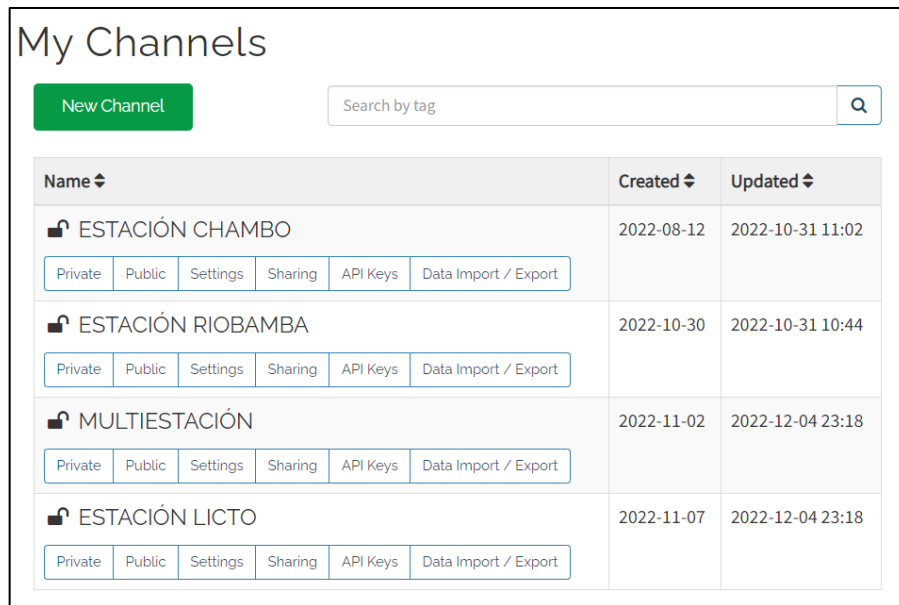 My Channels
New Channel
Search by tag
Name Created Updated
ESTACIÓN CHAMBO 2022-08-12 2022-10-31 11:02
Private Public Settings Sharing API Keys Data Import / Export
ESTACIÓN RIOBAMBA 2022-10-30 2022-10-31 10:44
Private Public Settings Sharing API Keys Data Import / Export
MULTIESTACIÓN 2022-11-02 2022-12-04 23:18
Private Public Settings Sharing API Keys Data Import / Export
ESTACIÓN LICTO 2022-11-07 2022-12-04 23:18
Private Public Settings Sharing API Keys Data Import / Export